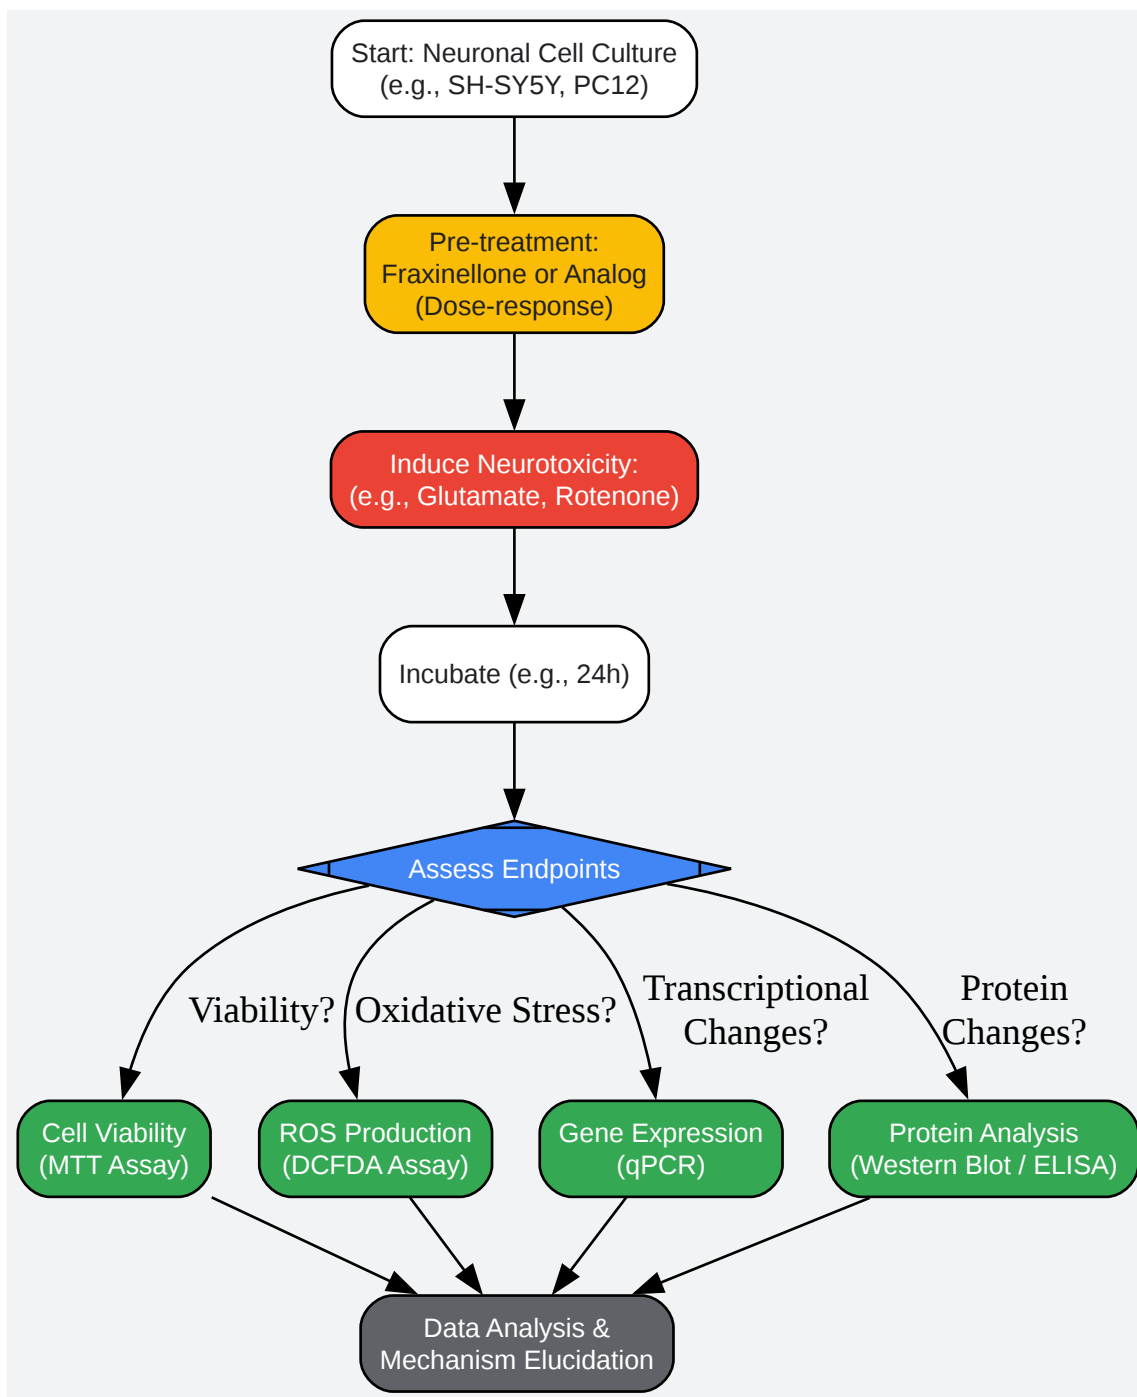 Start: Neuronal Cell Culture
(e.g., SH-SY5Y, PC12)
Pre-treatment:
Fraxinellone or Analog
(Dose-response)
Induce Neurotoxicity:
(e.g., Glutamate, Rotenone)
Incubate (e.g., 24h)
Assess Endpoints
Viability?
Oxidative Stress?
Transcriptional
Changes?
Protein
Changes?
Cell Viability
(MTT Assay)
ROS Production
(DCFDA Assay)
Gene Expression
(qPCR)
Protein Analysis
(Western Blot / ELISA)
Data Analysis &
Mechanism Elucidation